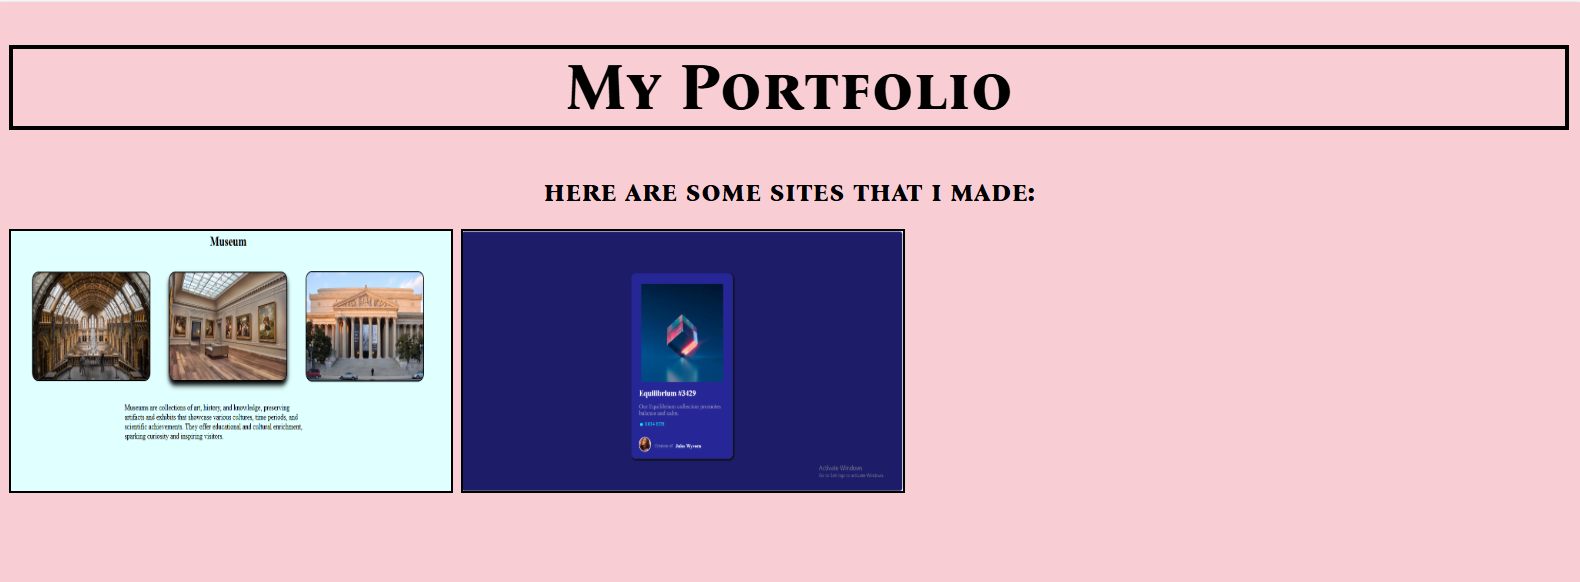 My Portfolio
HERE ARE SOME SITES THAT I MADE:
Museum
Museums are collections of art, history, and knowledge, preserving
artifacts and exhibits that showcase various cultures, time periods, and
scientific achievements. They offer educational and cultural enrichment,
sparking curiosity and inspiring visitors.
Equilibrium #3429
Our Equilibrium collection promotes
balance and calm.
0.041 ETH
Creation of Jules Wyvern
Activate Windows
Go to Settings to activate Windows.